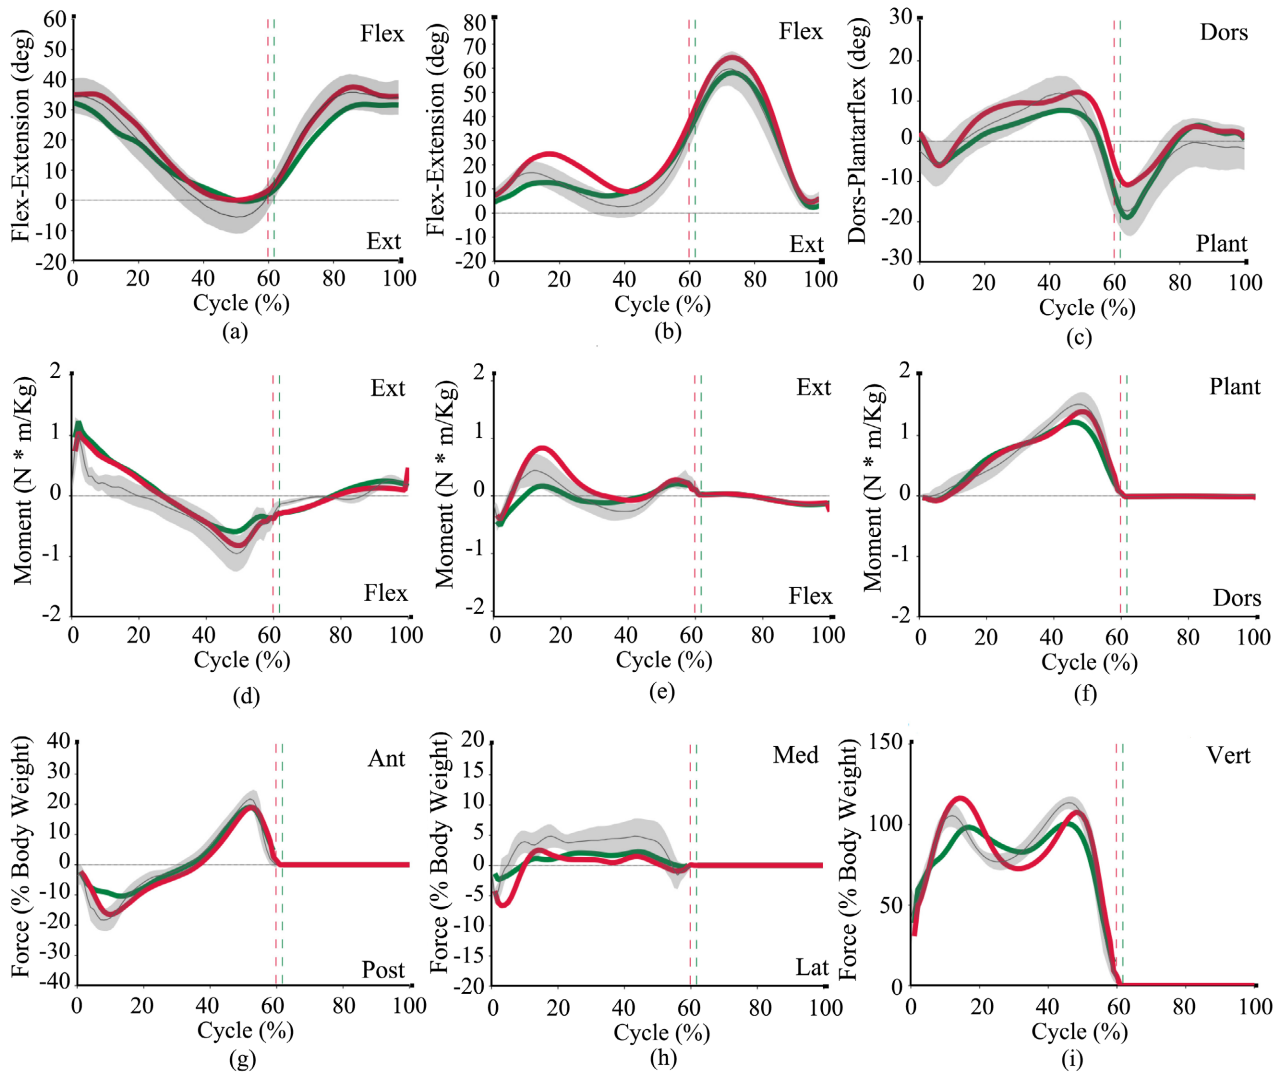 60
50
40
30
20
10
0
-10
-20
Flex-Extension (deg)
Flex
Ext
0 20 40 60 80 100
Cycle (%)
(a)
80
70
60
50
40
30
20
10
0
-10
-20
Flex-Extension (deg)
Flex
Ext
0 20 40 60 80 100
Cycle (%)
(b)
30
20
10
0
-10
-20
-30
Dors-Plantarflex (deg)
Dors
Plant
0 20 40 60 80 100
Cycle (%)
(c)
2
1
0
-1
-2
Moment (N * m/Kg)
Ext
Flex
0 20 40 60 80 100
Cycle (%)
(d)
2
1
0
-1
-2
Moment (N * m/Kg)
Ext
Flex
0 20 40 60 80 100
Cycle (%)
(e)
2
1
0
-1
-2
Moment (N * m/Kg)
Plant
Dors
0 20 40 60 80 100
Cycle (%)
(f)
40
30
20
10
0
-10
-20
-30
-40
Force (% Body Weight)
Ant
Post
0 20 40 60 80 100
Cycle (%)
(g)
20
15
10
5
0
-5
-10
-15
-20
Force (% Body Weight)
Med
Lat
0 20 40 60 80 100
Cycle (%)
(h)
150
100
50
0
Force (% Body Weight)
Vert
0 20 40 60 80 100
Cycle (%)
(i)